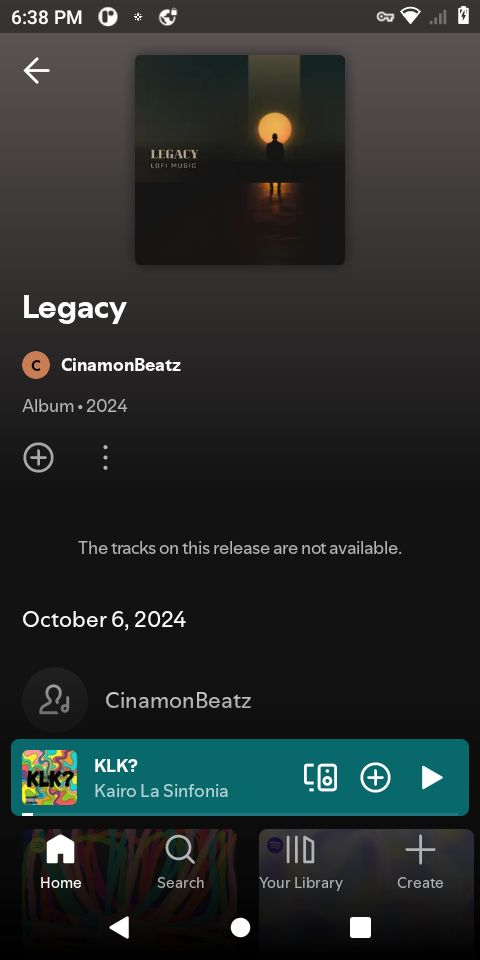 6:38 PM
LEGACY
LOFI MUSIC
Legacy
C
CinamonBeatz
Album • 2024
The tracks on this release are not available.
October 6, 2024
CinamonBeatz
KLK?
KLK?
Kairo La Sinfonia
Home
Search
Your Library
Create